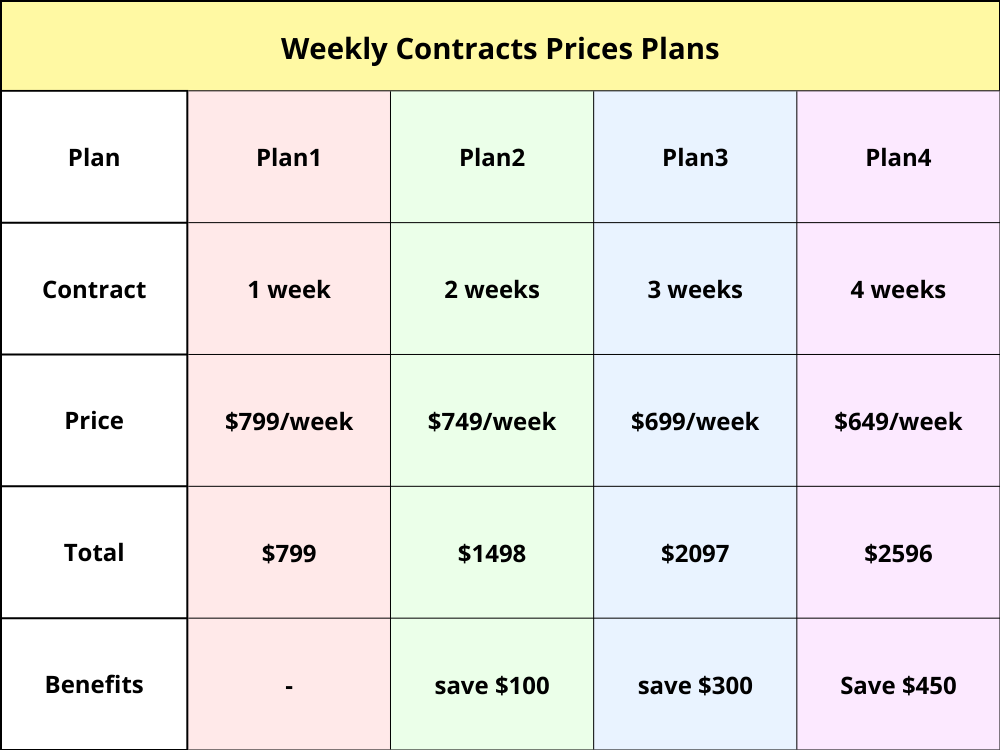 Weekly Contracts Prices Plans
Plan Plan1 Plan2 Plan3 Plan4
Contract 1 week 2 weeks 3 weeks 4 weeks
Price $799/week $749/week $699/week $649/week
Total $799 $1498 $2097 $2596
Benefits - save $100 save $300 Save $450